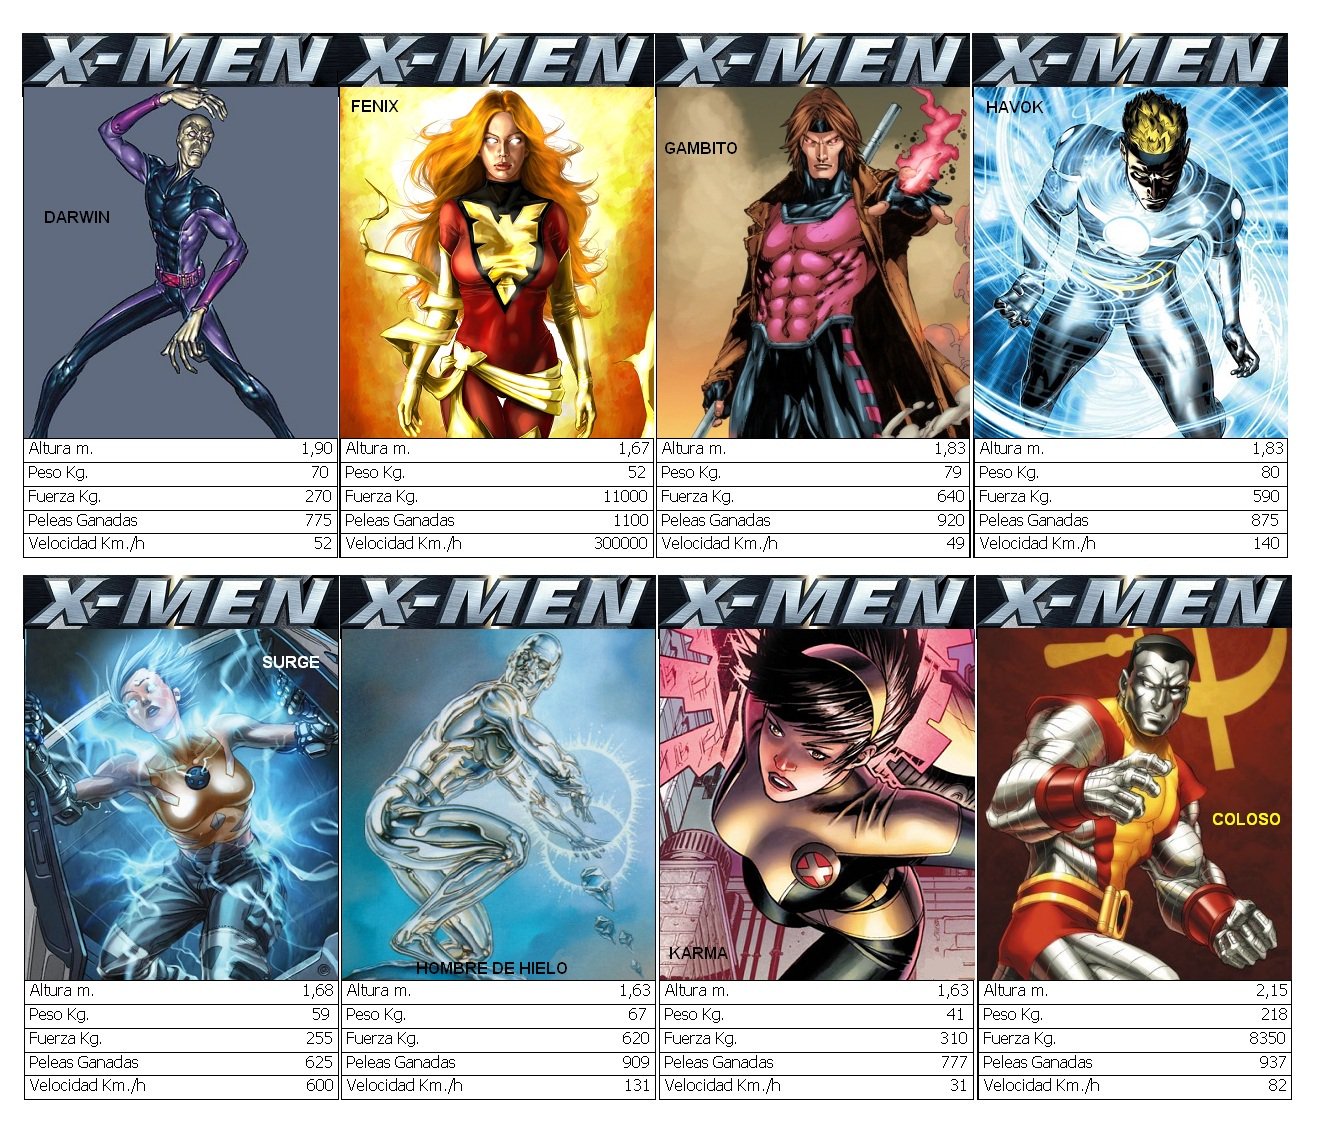 X-MEN X-MEN X-MEN X-MEN
DARWIN
FENIX
GAMBITO
HAVOK
Altura m. 1,90
Peso Kg. 70
Fuerza Kg. 270
Peleas Ganadas 775
Velocidad Km./h 52
Altura m. 1,67
Peso Kg. 52
Fuerza Kg. 11000
Peleas Ganadas 1100
Velocidad Km./h 300000
Altura m. 1,83
Peso Kg. 79
Fuerza Kg. 640
Peleas Ganadas 920
Velocidad Km./h 49
Altura m. 1,83
Peso Kg. 80
Fuerza Kg. 590
Peleas Ganadas 875
Velocidad Km./h 140
X-MEN X-MEN X-MEN X-MEN
SURGE
HOMBRE DE HIELO
KARMA
COLOSO
Altura m. 1,68
Peso Kg. 59
Fuerza Kg. 255
Peleas Ganadas 625
Velocidad Km./h 600
Altura m. 1,63
Peso Kg. 67
Fuerza Kg. 620
Peleas Ganadas 909
Velocidad Km./h 131
Altura m. 1,63
Peso Kg. 41
Fuerza Kg. 310
Peleas Ganadas 777
Velocidad Km./h 31
Altura m. 2,15
Peso Kg. 218
Fuerza Kg. 8350
Peleas Ganadas 937
Velocidad Km./h 82